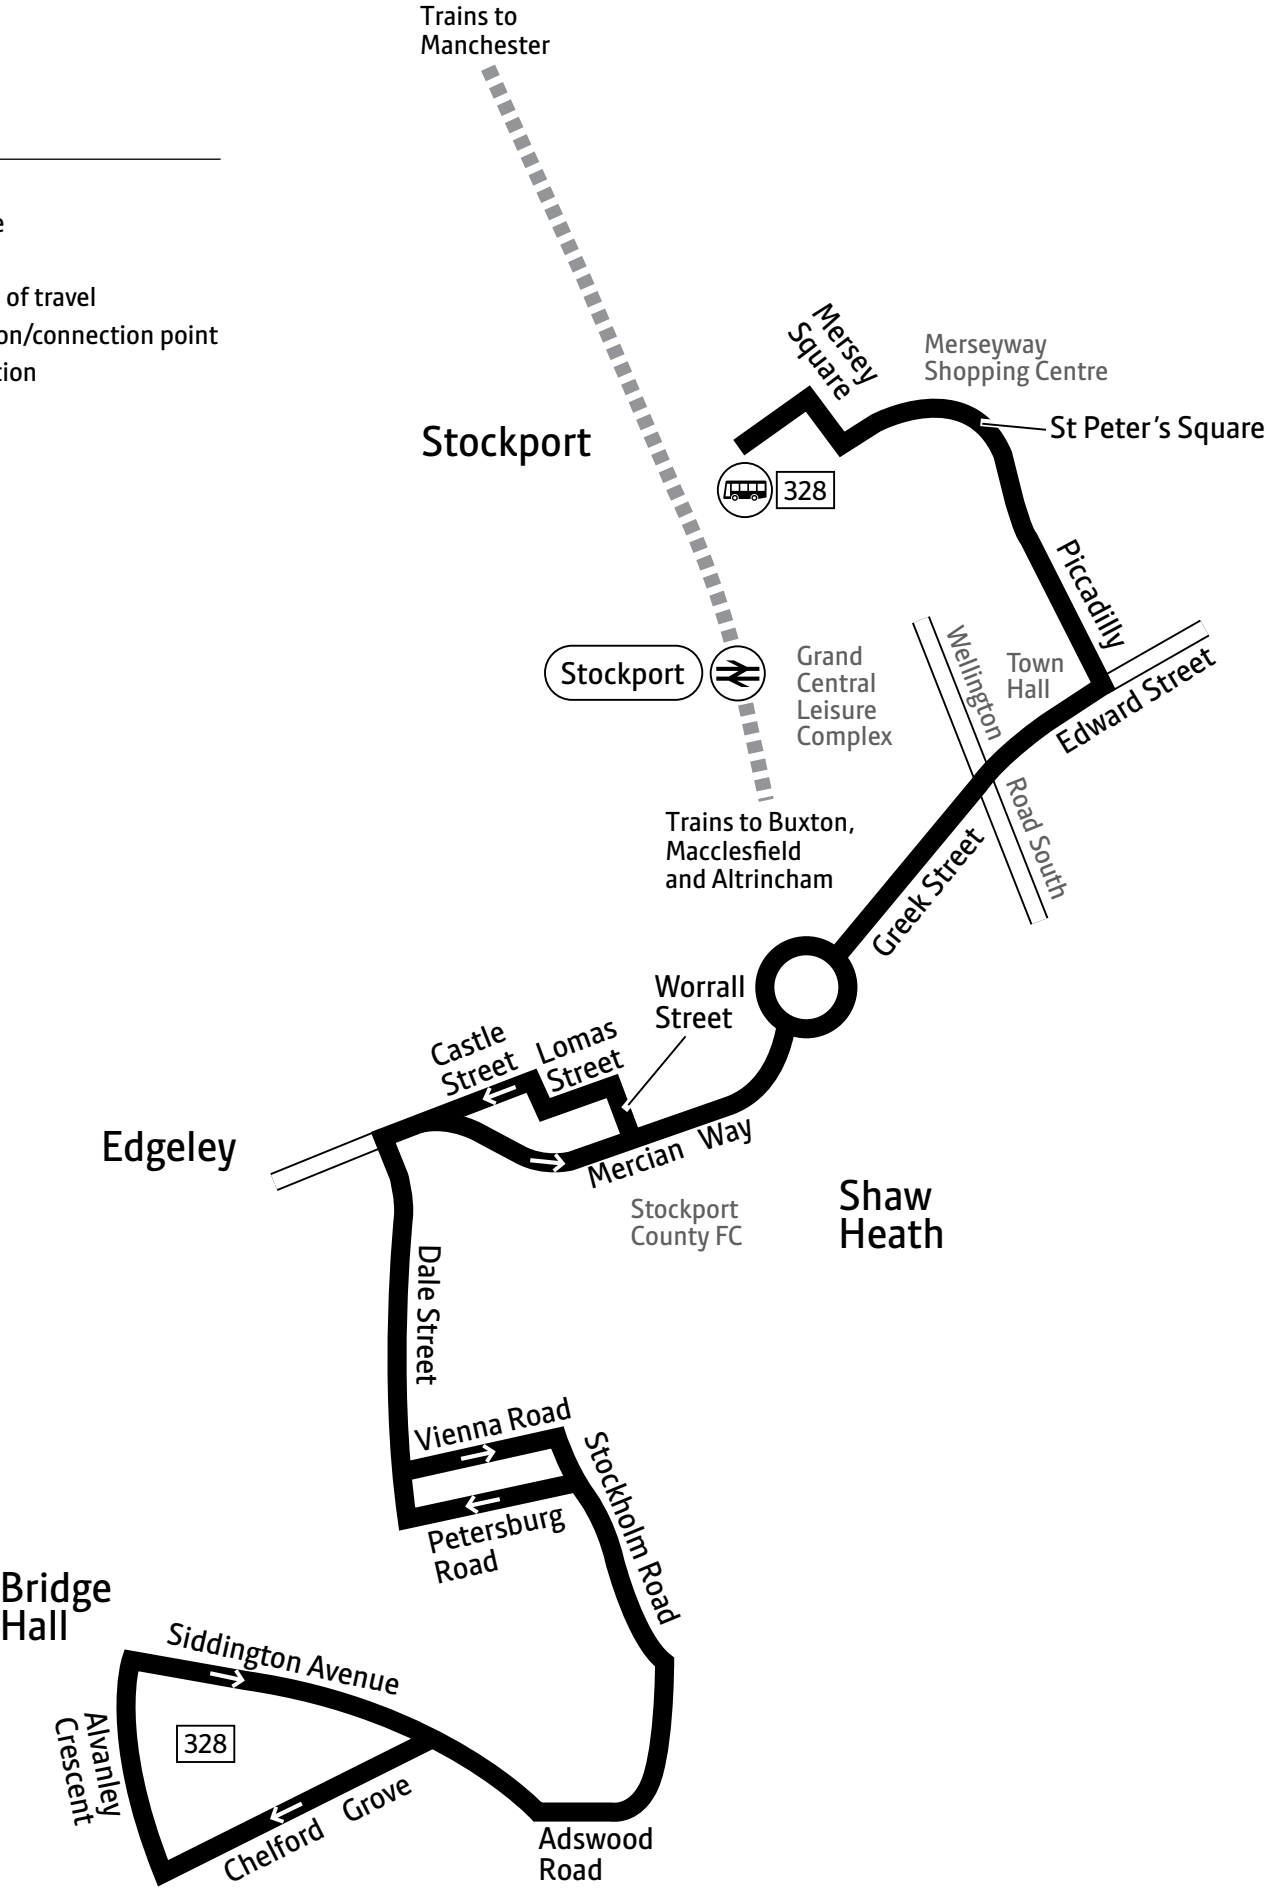 Trains to
Manchester
e
of travel
on/connection point
tion
Mersey
Square
Merseyway
Shopping Centre
St Peter's Square
Stockport
328
Piccadilly
Wellington
Road South
Town
Hall
Edward Street
Stockport
Grand
Central
Leisure
Complex
Trains to Buxton,
Macclesfield
and Altrincham
Greek Street
Worrall
Street
Castle
Street
Lomas
Street
Edgeley
Mercian Way
Stockport
County FC
Shaw
Heath
Dale Street
Vienna Road
Stockholm Road
Petersburg
Road
Bridge
Hall
Siddington Avenue
Alvanley
Crescent
328
Chelford Grove
Adswood
Road